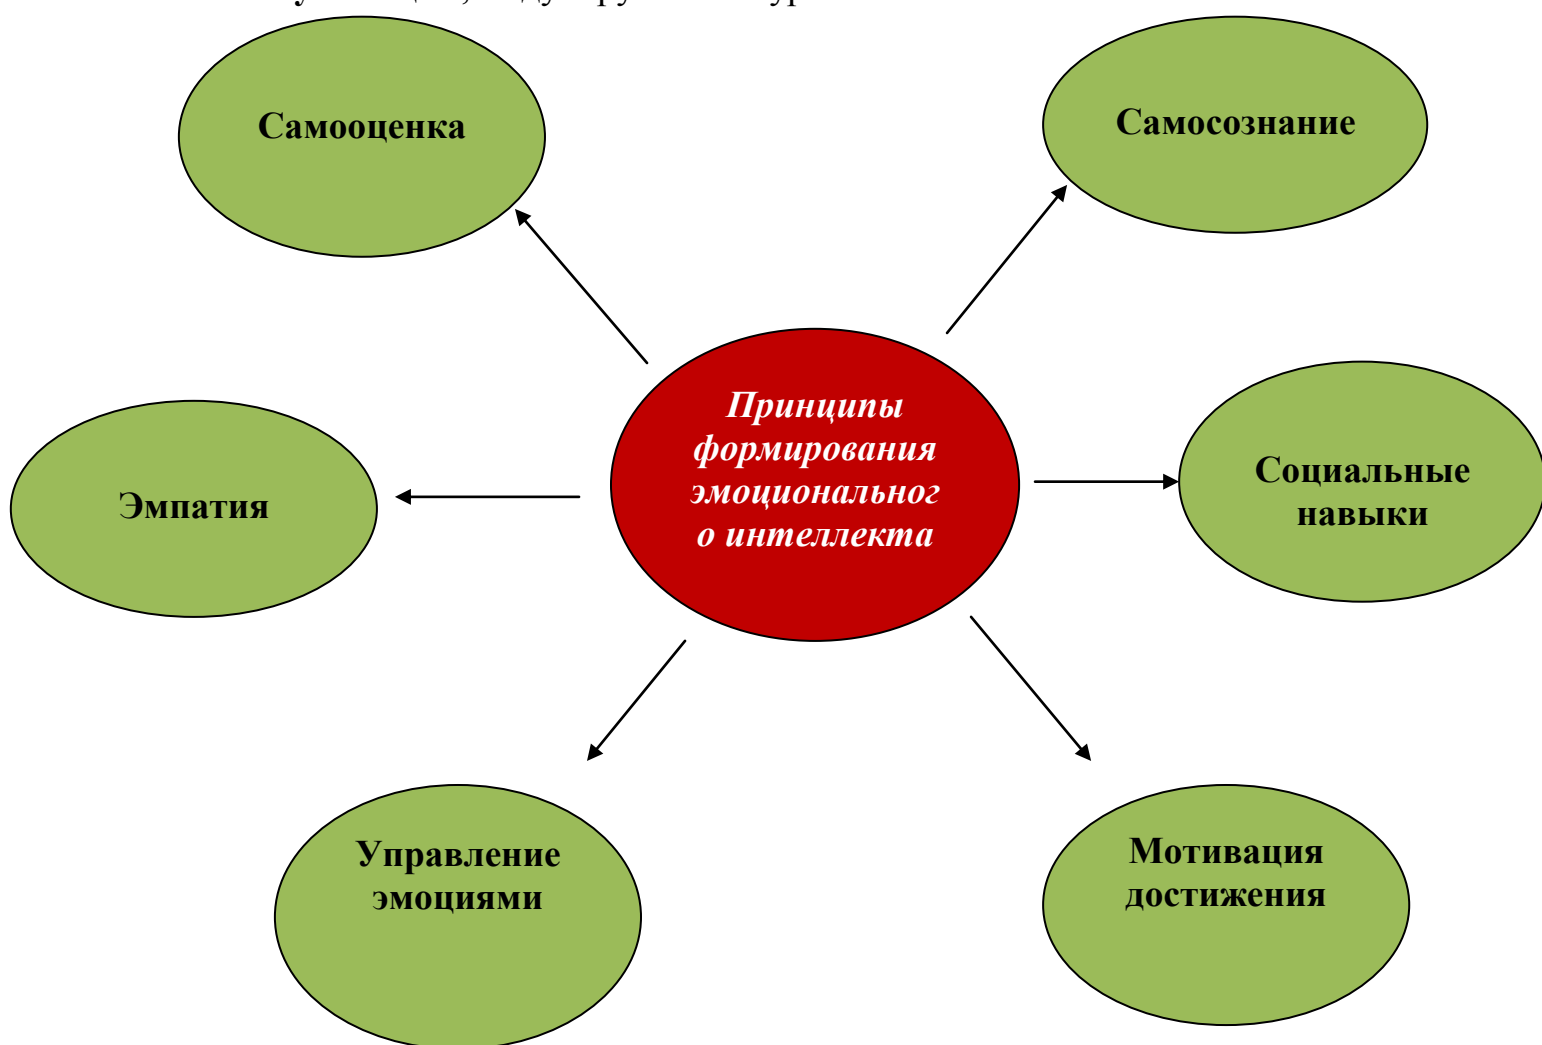 Самооценка
Самосознание
Принципы
формирования
эмоциональног
о интеллекта
Эмпатия
Социальные
навыки
Управление
эмоциями
Мотивация
достижения